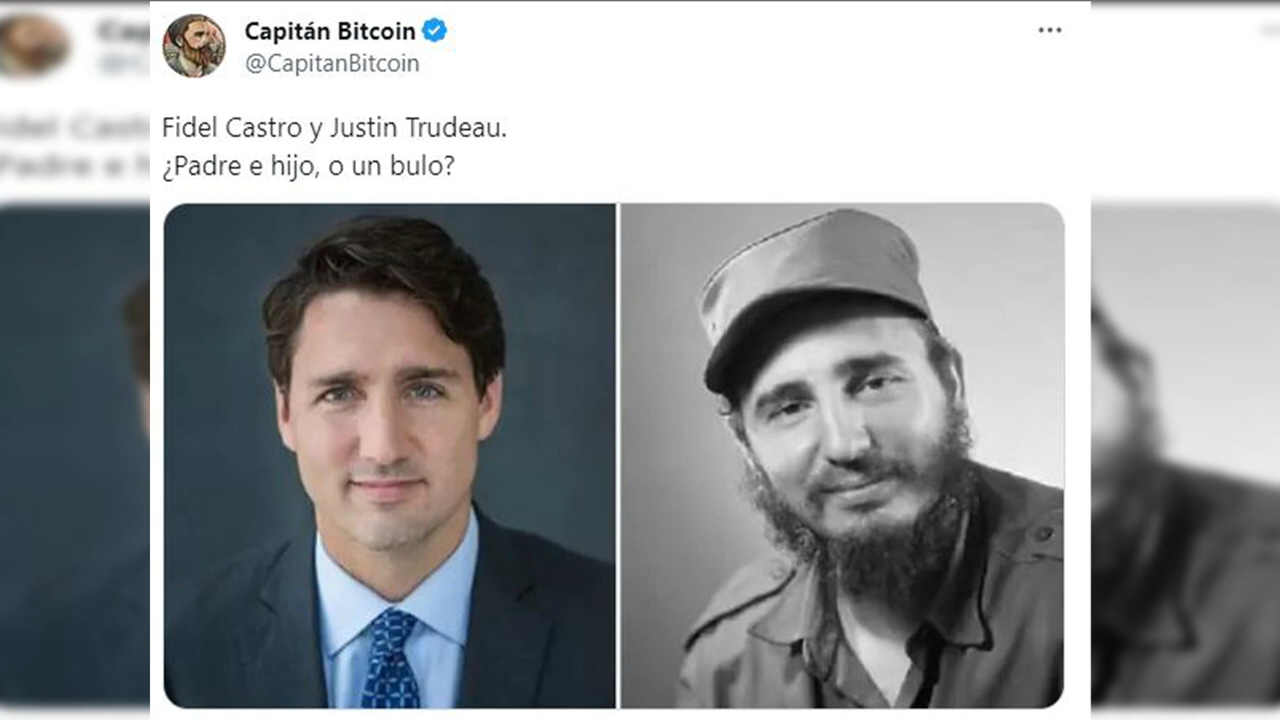 Capitán Bitcoin
@CapitanBitcoin
Fidel Castro y Justin Trudeau.
¿Padre e hijo, o un bulo?